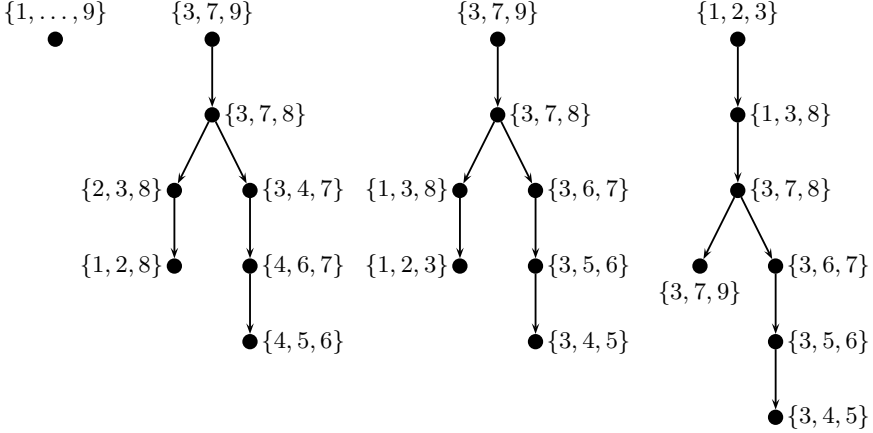 {1, . . . , 9} {3, 7, 9} {3, 7, 9} {1, 2, 3}
{3, 7, 8} {3, 7, 8} {1, 3, 8}
{2, 3, 8} {3, 4, 7} {1, 3, 8} {3, 6, 7} {3, 7, 8}
{1, 2, 8} {4, 6, 7} {1, 2, 3} {3, 5, 6} {3, 6, 7}
{3, 7, 9}
{4, 5, 6} {3, 4, 5} {3, 5, 6}
{3, 4, 5}